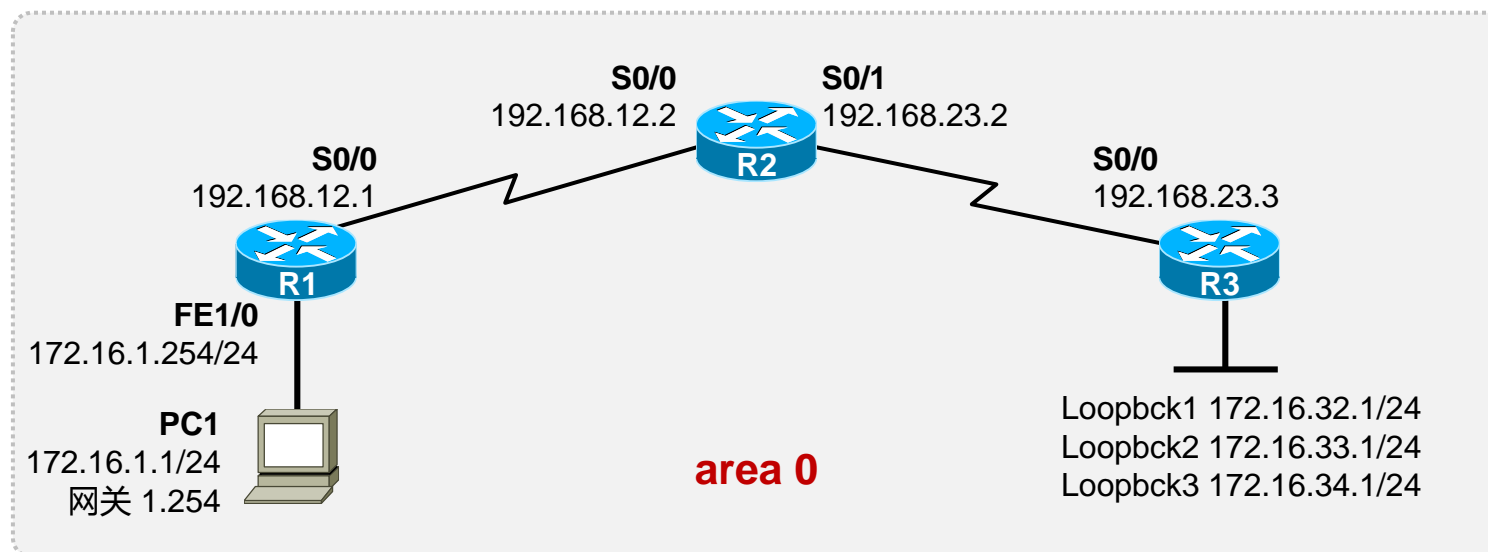 S0/0
192.168.12.2
S0/1
192.168.23.2
R2
S0/0
192.168.12.1
R1
S0/0
192.168.23.3
R3
FE1/0
172.16.1.254/24
PC1
172.16.1.1/24
网关 1.254
area 0
Loopbck1 172.16.32.1/24
Loopbck2 172.16.33.1/24
Loopbck3 172.16.34.1/24